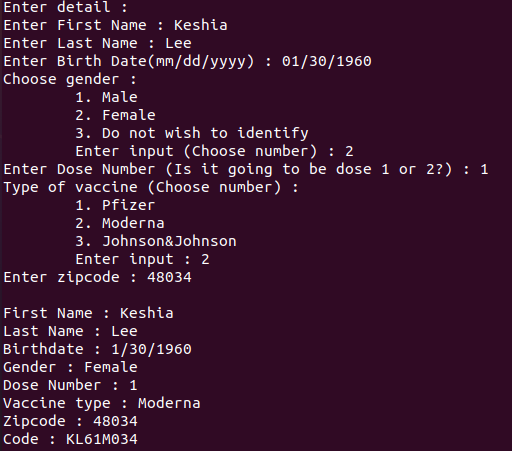 Enter detail :
Enter First Name : Keshia
Enter Last Name : Lee
Enter Birth Date(mm/dd/yyyy) : 01/30/1960
Choose gender :
1. Male
2. Female
3. Do not wish to identify
Enter input (Choose number) : 2
Enter Dose Number (Is it going to be dose 1 or 2?) : 1
Type of vaccine (Choose number) :
1. Pfizer
2. Moderna
3. Johnson&Johnson
Enter input : 2
Enter zipcode : 48034
First Name : Keshia
Last Name : Lee
Birthdate : 1/30/1960
Gender : Female
Dose Number : 1
Vaccine type : Moderna
Zipcode : 48034
Code : KL61M034